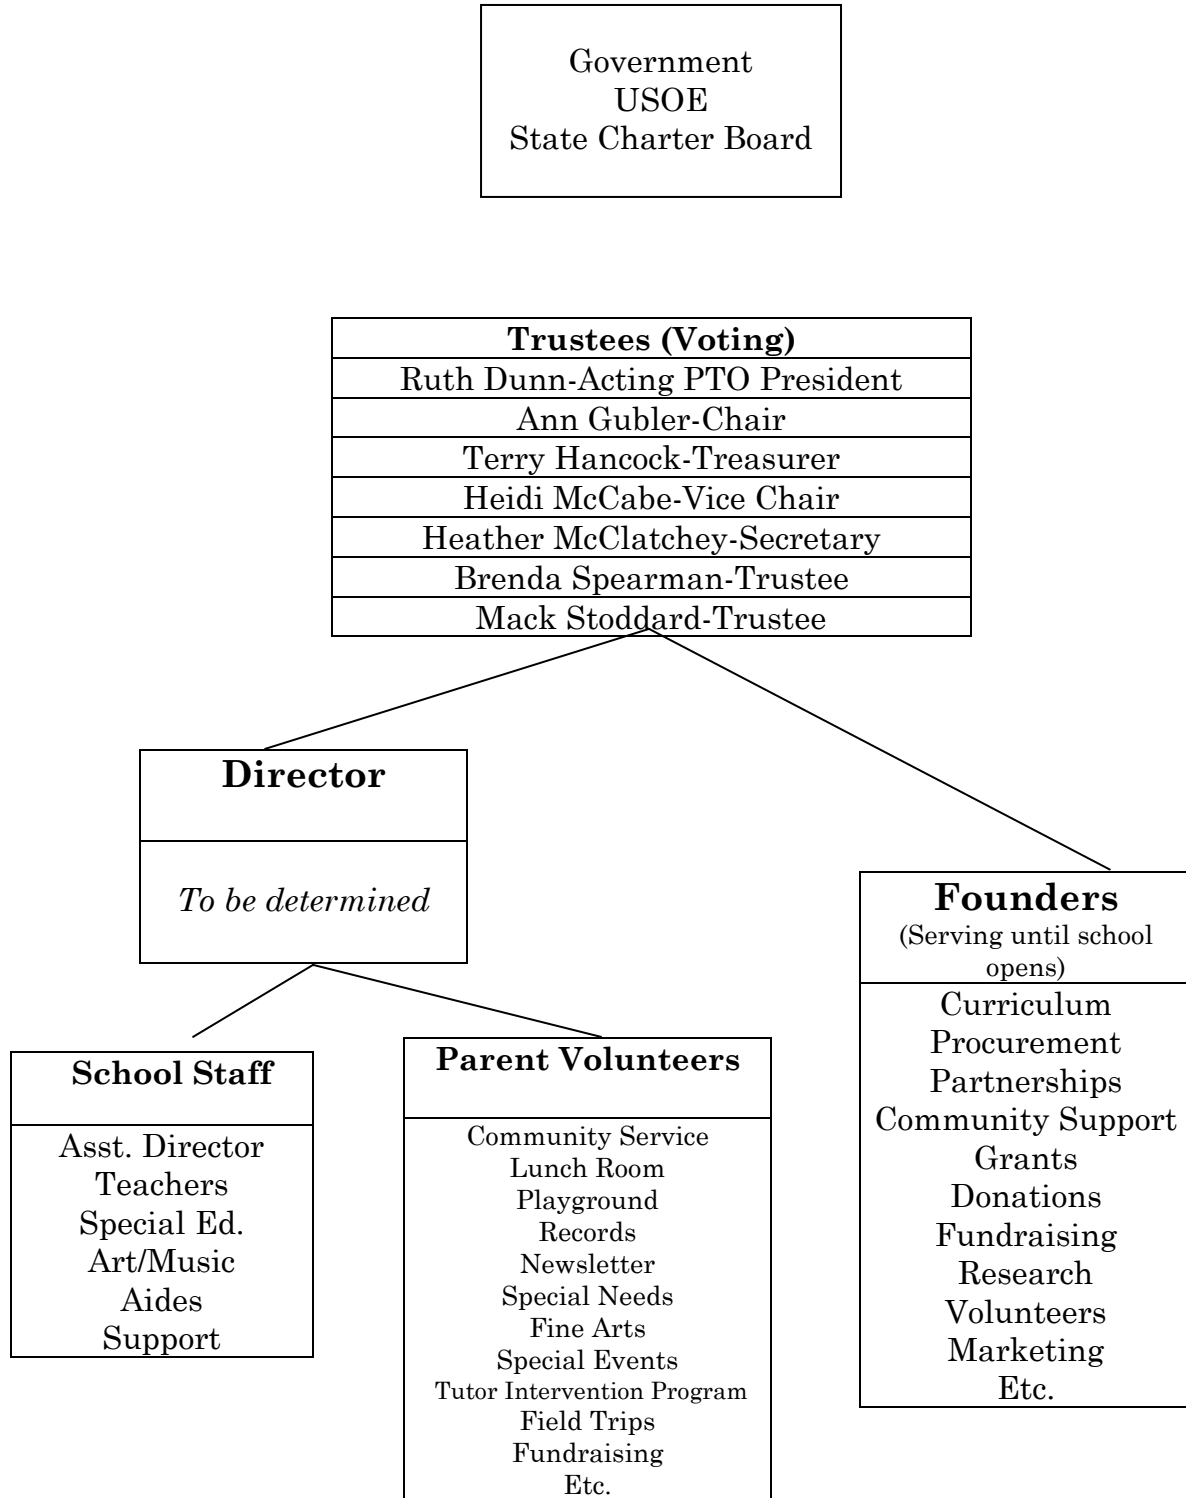 Government
USOE
State Charter Board
Trustees (Voting)
Ruth Dunn-Acting PTO President
Ann Gubler-Chair
Terry Hancock-Treasurer
Heidi McCabe-Vice Chair
Heather McClatchey-Secretary
Brenda Spearman-Trustee
Mack Stoddard-Trustee
Director
To be determined
School Staff
Asst. Director
Teachers
Special Ed.
Art/Music
Aides
Support
Parent Volunteers
Community Service
Lunch Room
Playground
Records
Newsletter
Special Needs
Fine Arts
Special Events
Tutor Intervention Program
Field Trips
Fundraising
Etc.
Founders
(Serving until school
opens)
Curriculum
Procurement
Partnerships
Community Support
Grants
Donations
Fundraising
Research
Volunteers
Marketing
Etc.